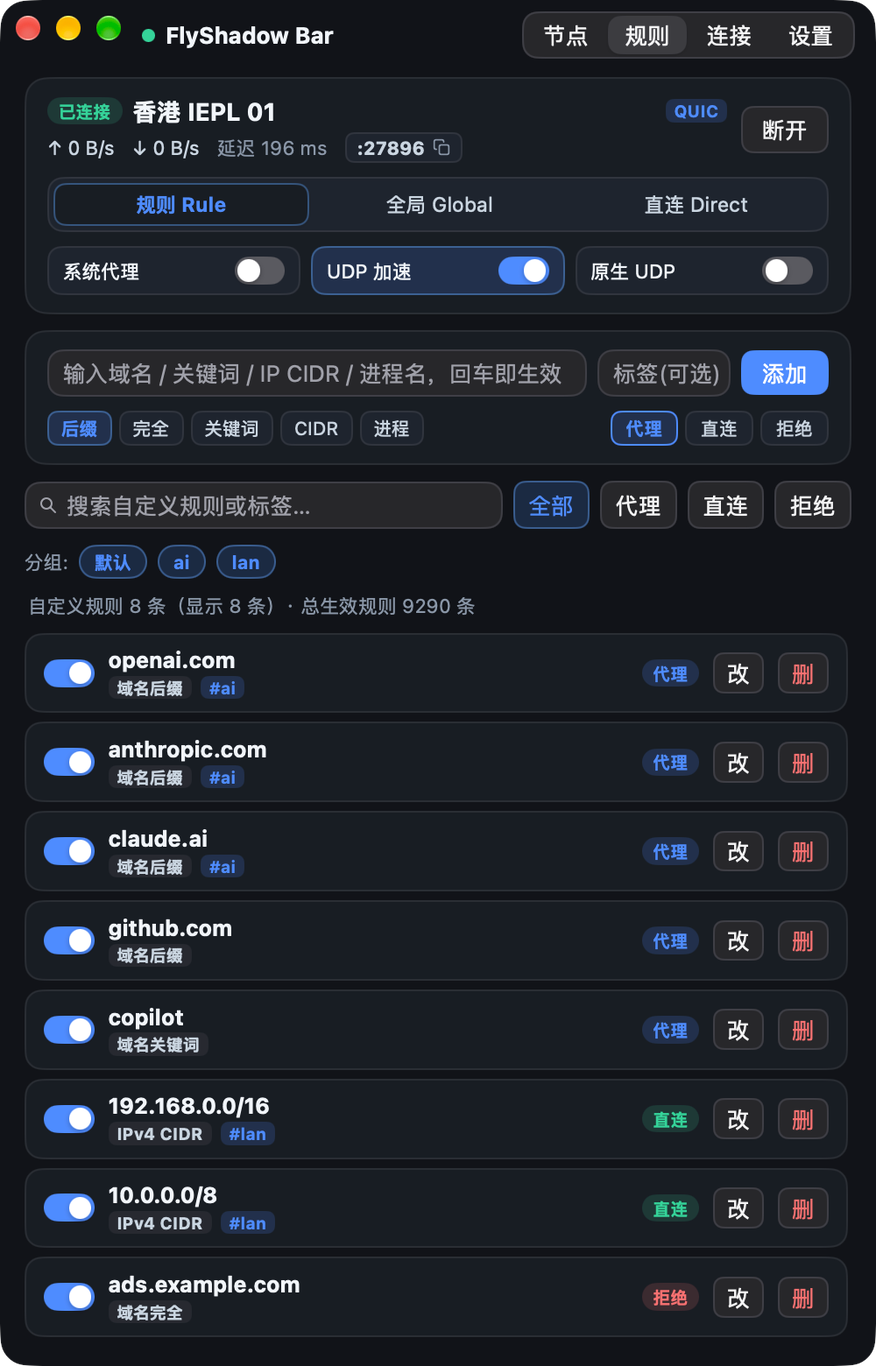 FlyShadow Bar 节点 规则 连接 设置
已连接 香港 IEPL 01 QUIC 断开
↑ 0 B/s ↓ 0 B/s 延迟 196 ms :27896
规则 Rule 全局 Global 直连 Direct
系统代理 UDP 加速 原生 UDP
输入域名 / 关键词 / IP CIDR / 进程名，回车即生效 标签(可选) 添加
后缀 完全 关键词 CIDR 进程 代理 直连 拒绝
搜索自定义规则或标签... 全部 代理 直连 拒绝
分组: 默认 ai lan
自定义规则 8 条（显示 8 条）· 总生效规则 9290 条
openai.com 代理 改 删
域名后缀 #ai
anthropic.com 代理 改 删
域名后缀 #ai
claude.ai 代理 改 删
域名后缀 #ai
github.com 代理 改 删
域名后缀
copilot 代理 改 删
域名关键词
192.168.0.0/16 直连 改 删
IPv4 CIDR #lan
10.0.0.0/8 直连 改 删
IPv4 CIDR #lan
ads.example.com 拒绝 改 删
域名完全